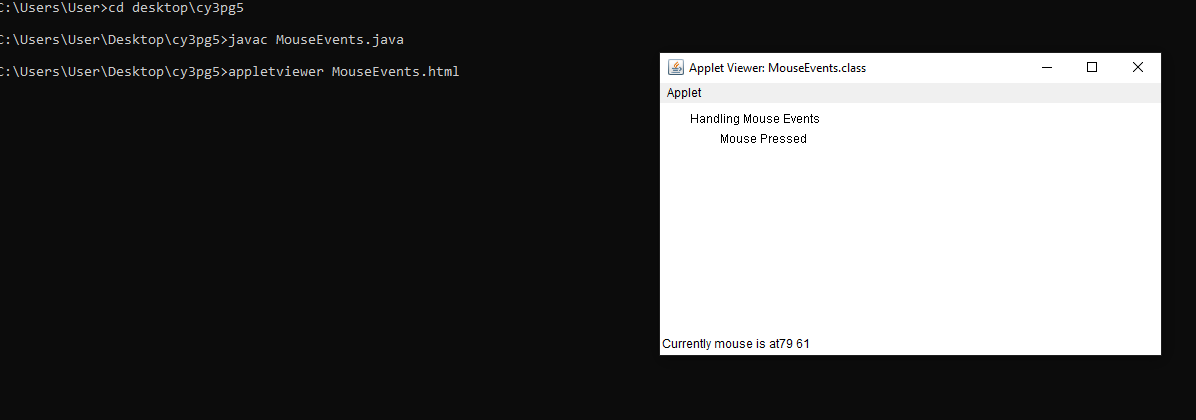 C:\Users\User>cd desktop\cy3pg5
C:\Users\User\Desktop\cy3pg5>javac MouseEvents.java
C:\Users\User\Desktop\cy3pg5>appletviewer MouseEvents.html
Applet Viewer: MouseEvents.class
Applet
Handling Mouse Events
Mouse Pressed
Currently mouse is at79 61